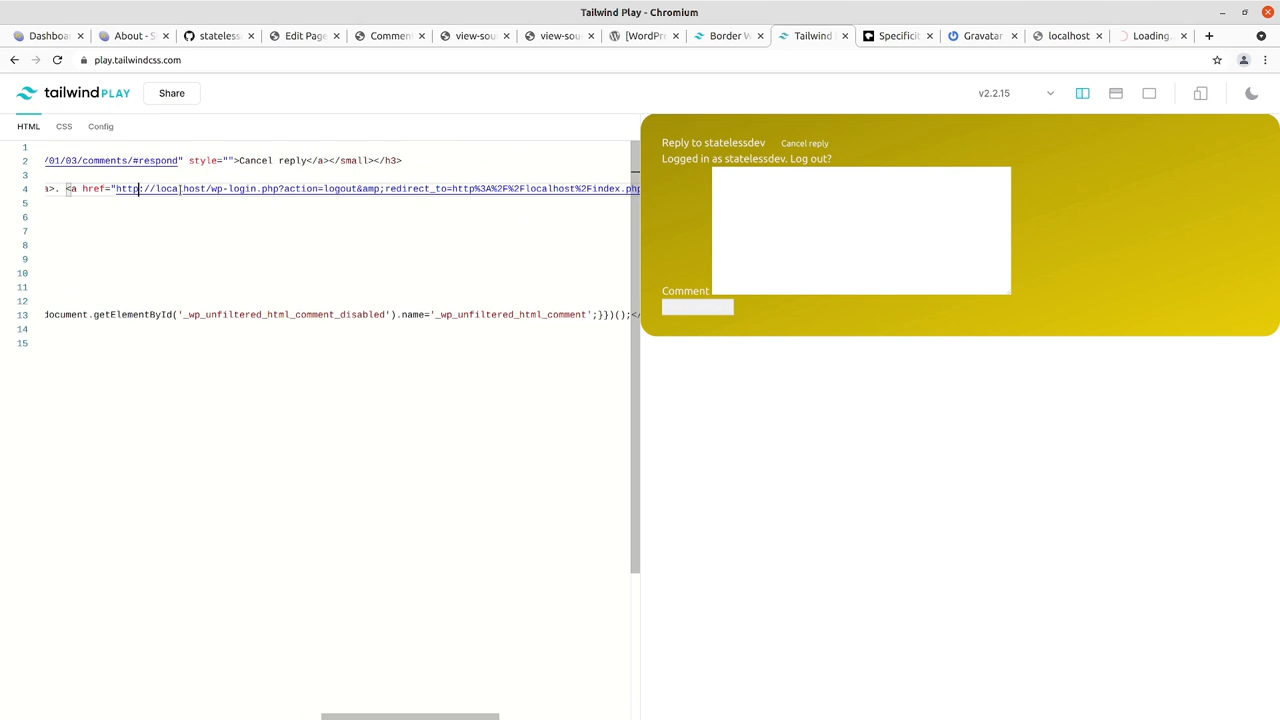 Tailwind Play - Chromium
Dashboa
About - S
stateless
Edit Page
Comment
view-sou
view-sou
[WordPre
Border W
Tailwind
Specificit
Gravatar
localhost
Loading...
play.tailwindcss.com
tailwindPLAY
Share
v2.2.15
HTML
CSS
Config
1
2 /01/03/comments/#respond" style="">Cancel reply</a></small></h3>
3
4 a>. <a href="http://localhost/wp-login.php?action=logout&amp;redirect_to=http%3A%2F%2Flocalhost%2Findex.php
5
6
7
8
9
10
11
12
13 document.getElementById('_wp_unfiltered_html_comment_disabled').name='_wp_unfiltered_html_comment';}})();</
14
15
Reply to statelessdev Cancel reply
Logged in as statelessdev. Log out?
Comment